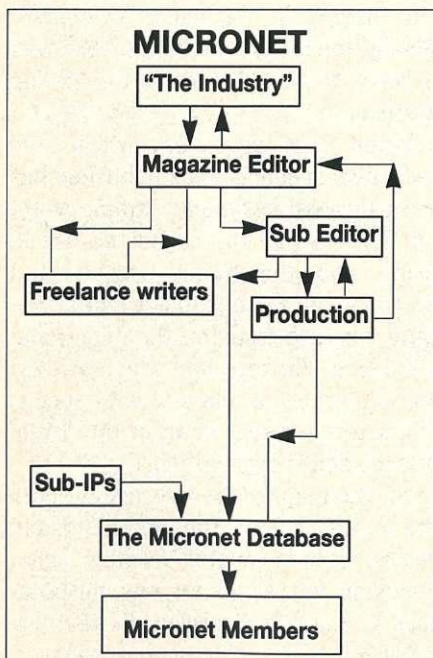 MICRONET
“The Industry”
Magazine Editor
Sub Editor
Freelance writers
Production
Sub-IPs
The Micronet Database
Micronet Members